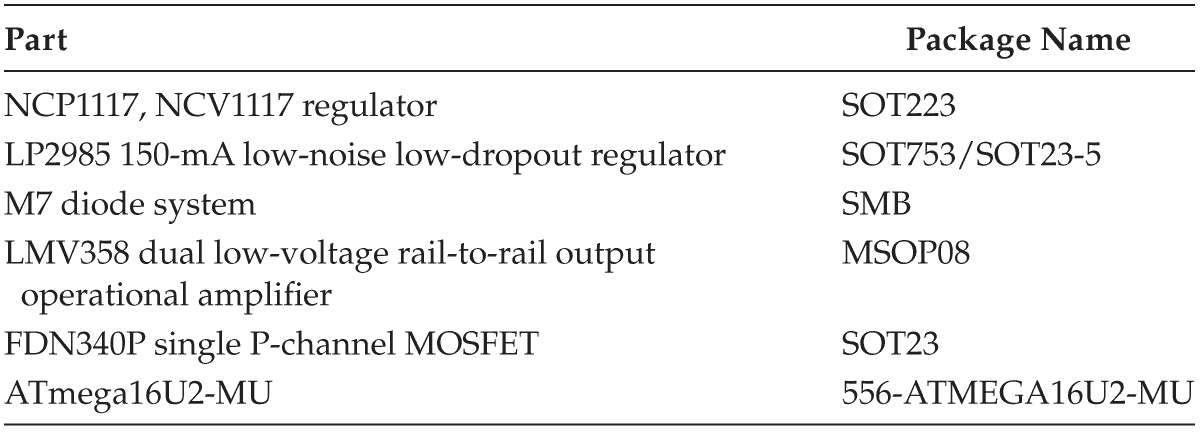 Part Package Name
NCP1117, NCV1117 regulator SOT223
LP2985 150-mA low-noise low-dropout regulator SOT753/SOT23-5
M7 diode system SMB
LMV358 dual low-voltage rail-to-rail output MSOP08
operational amplifier
FDN340P single P-channel MOSFET SOT23
ATmega16U2-MU 556-ATMEGA16U2-MU